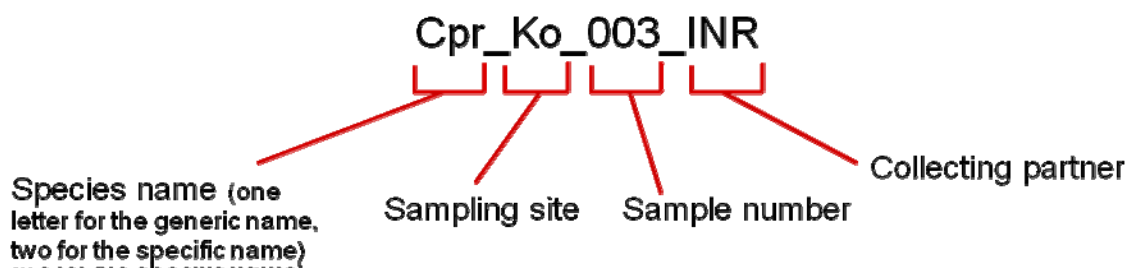 Cpr_Ko_003_INR
Collecting partner
Species name (one
letter for the generic name,
two for the specific name)
Sampling site
Sample number